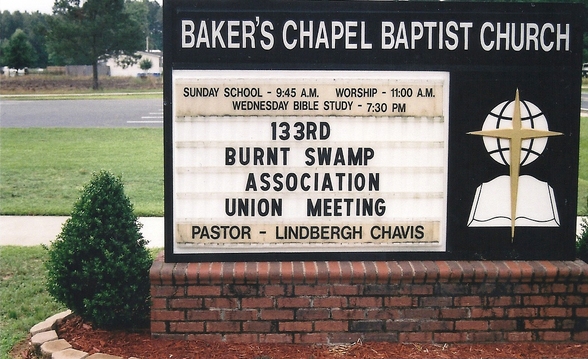 BAKER'S CHAPEL BAPTIST CHURCH
SUNDAY SCHOOL - 9:45 A.M. WORSHIP - 11:00 A.M.
WEDNESDAY BIBLE STUDY - 7:30 PM
133RD
BURNT SWAMP
ASSOCIATION
UNION MEETING
PASTOR - LINDBERGH CHAVIS